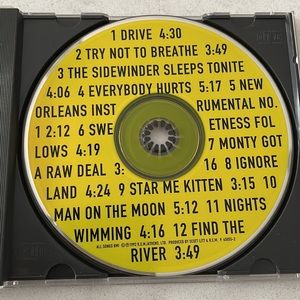 1 DRIVE 4:30
2 TRY NOT TO BREATHE 3:49
3 THE SIDEWINDER SLEEPS TONITE
4:06 4 EVERYBODY HURTS 5:17 5 NEW
ORLEANS INST RUMENTAL NO.
1 2:12 6 SWE ETNESS FOL
LOWS 4:19 7 MONTY GOT
A RAW DEAL 3: 16 8 IGNORE
LAND 4:24 9 STAR ME KITTEN 3:15 10
MAN ON THE MOON 5:12 11 NIGHTS
WIMMING 4:16 12 FIND THE
RIVER 3:49